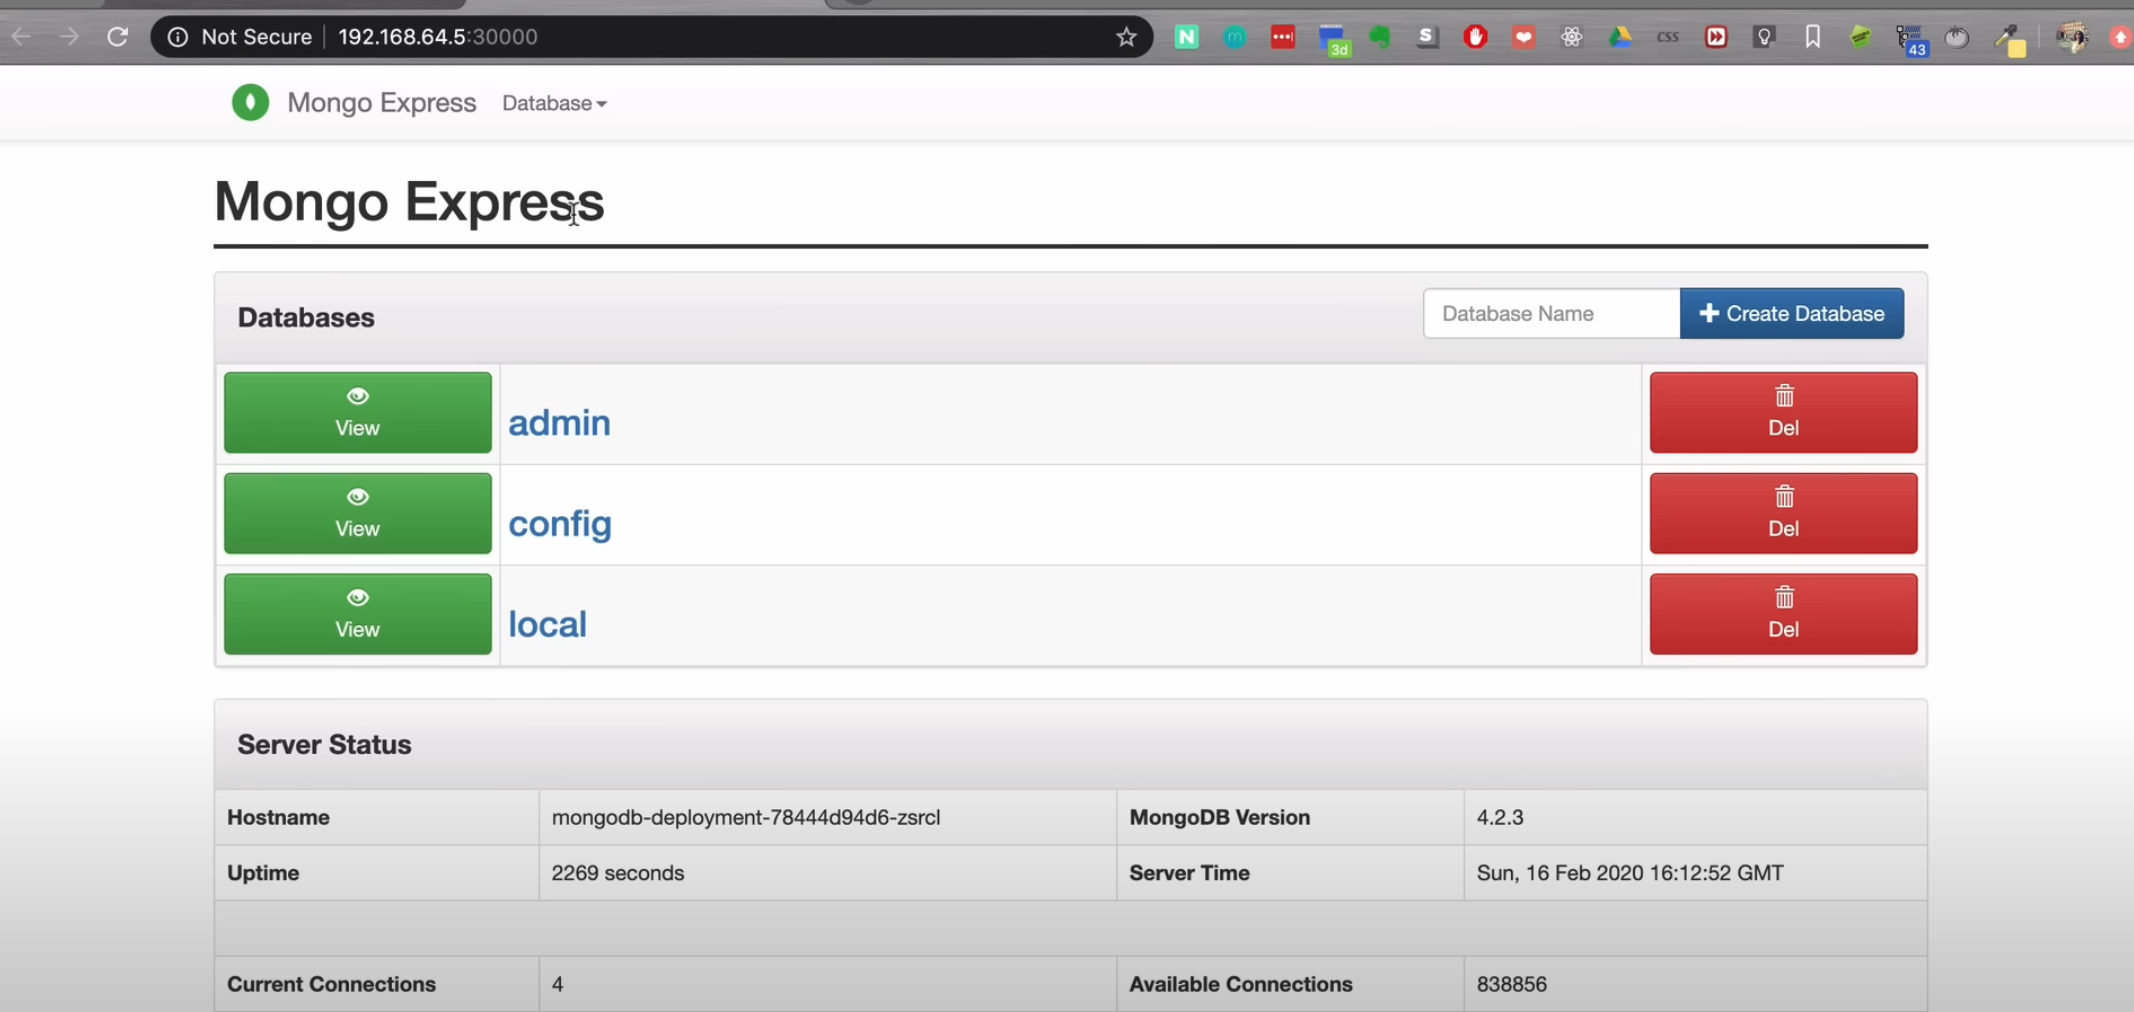 Not Secure 192.168.64.5:30000
N m S css 3d 43
Mongo Express Database
Mongo Express
Databases Database Name Create Database
View admin Del
View config Del
View local Del
Server Status
Hostname mongodb-deployment-78444d94d6-zsrcl MongoDB Version 4.2.3
Uptime 2269 seconds Server Time Sun, 16 Feb 2020 16:12:52 GMT
Current Connections 4 Available Connections 838856